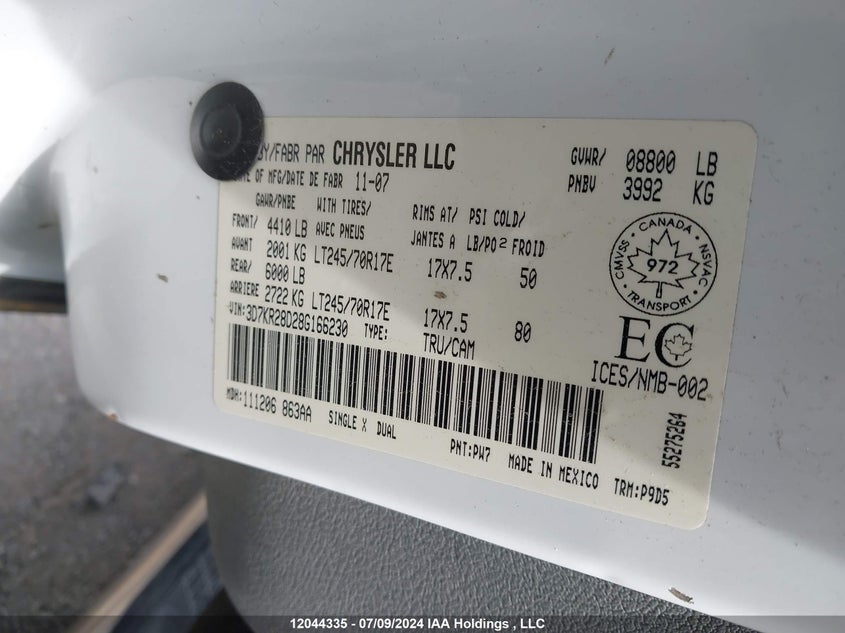 BY/FABR PAR CHRYSLER LLC
OF MFG/DATE DE FABR 11-07
GVWR/ 08800 LB
PNBV 3992 KG
GAWR/PNBE WITH TIRES/ RIMS AT/ PSI COLD/
FRONT/ 4410 LB AVEC PNEUS JANTES A LB/PO² FROID
AVANT 2001 KG LT245/70R17E 17X7.5 50
REAR/ 6000 LB
ARRIERE 2722 KG LT245/70R17E 17X7.5 80
VIN:3D7KR28D28G166230 TYPE: TRU/CAM
CMVSS CANADA NSVAC
972
TRANSPORT
EC
ICES/NMB-002
MDH:111206 863AA SINGLE X DUAL
PNT:PW7 MADE IN MEXICO TRM:P9D5
55275264
12044335 - 07/09/2024 IAA Holdings , LLC